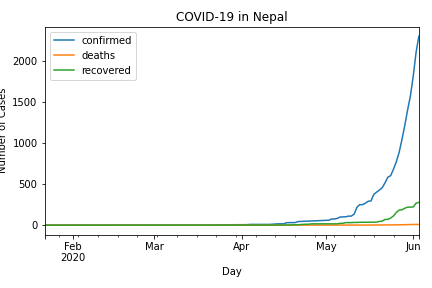 COVID-19 in Nepal
confirmed
deaths
recovered
2000
1500
1000
500
0
Number of Cases
Feb
2020
Mar
Apr
May
Jun
Day